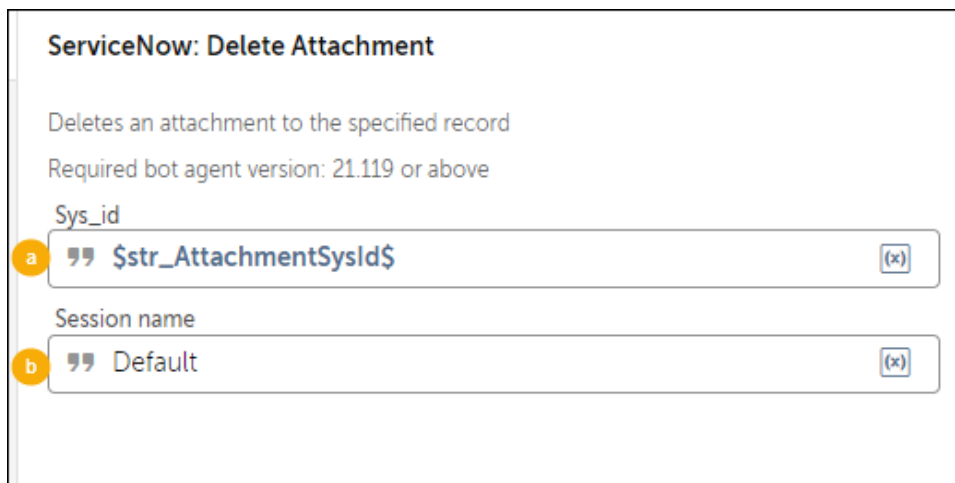 ServiceNow: Delete Attachment
Deletes an attachment to the specified record
Required bot agent version: 21.119 or above
Sys_id
a ❞ $str_AttachmentSysId$ (x)
Session name
b ❞ Default (x)